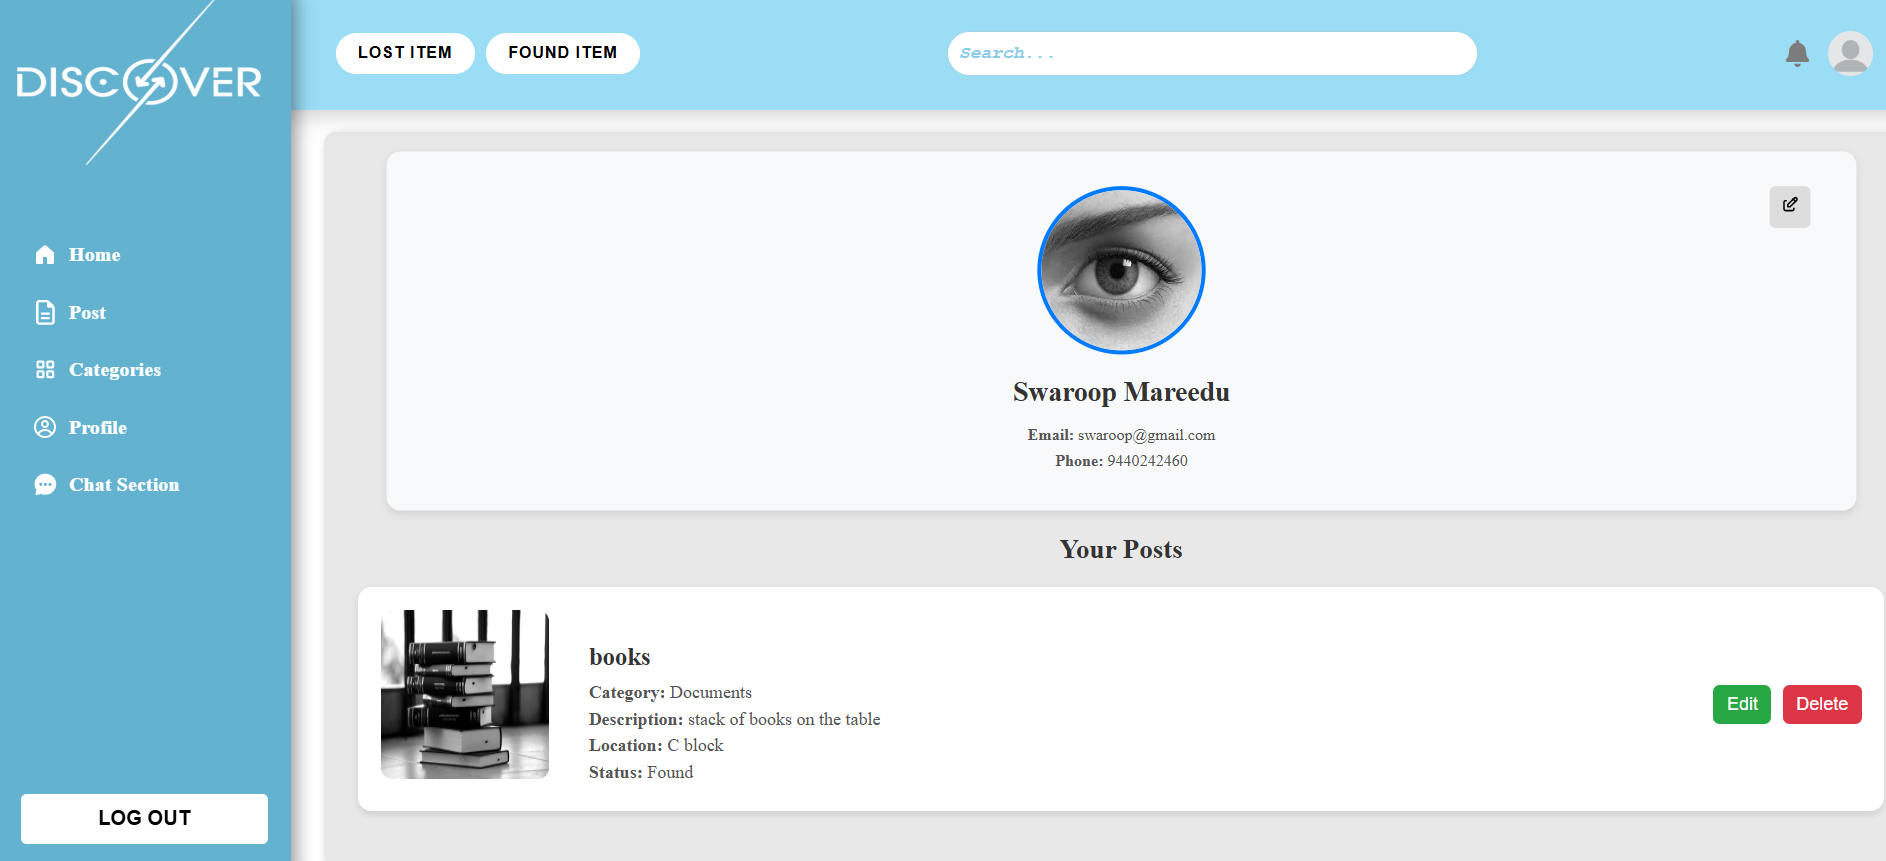 DISCOVER
LOST ITEM
FOUND ITEM
Search...
Home
Post
Categories
Profile
Chat Section
LOG OUT
Swaroop Mareedu
Email: swaroop@gmail.com
Phone: 9440242460
Your Posts
books
Category: Documents
Description: stack of books on the table
Location: C block
Status: Found
Edit
Delete